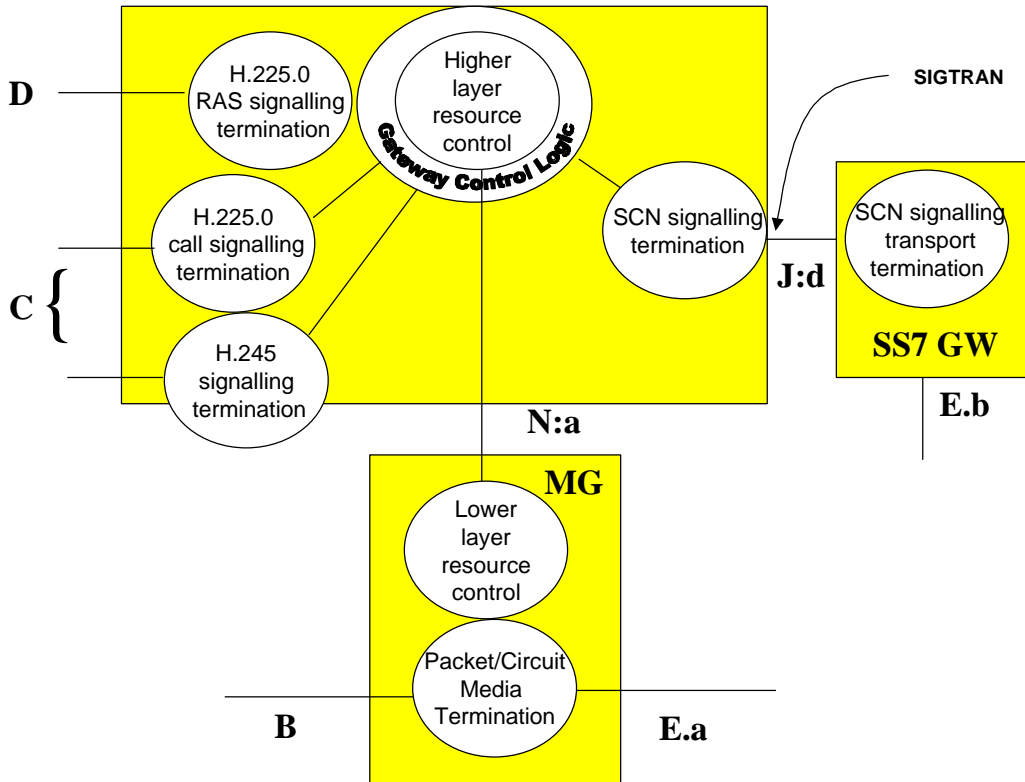 D
H.225.0
RAS signalling
termination
Higher
layer
resource
control
Gateway Control Logic
SIGTRAN
H.225.0
call signalling
termination
SCN signalling
termination
SCN signalling
transport
termination
J:d
C {
H.245
signalling
termination
SS7 GW
N:a
E.b
MG
Lower
layer
resource
control
Packet/Circuit
Media
Termination
B
E.a